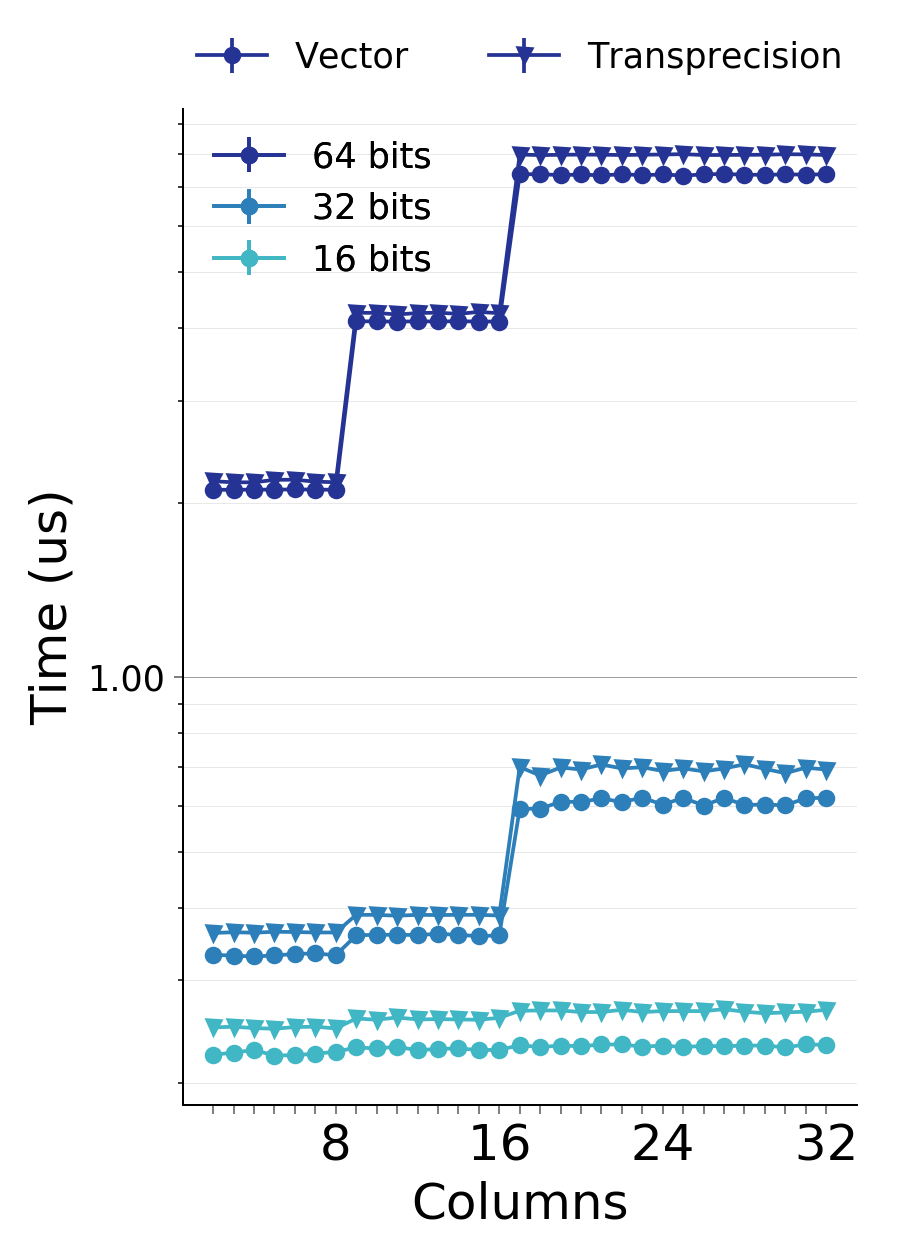 Vector Transprecision
64 bits
32 bits
16 bits
Time (us)
1.00
8 16 24 32
Columns